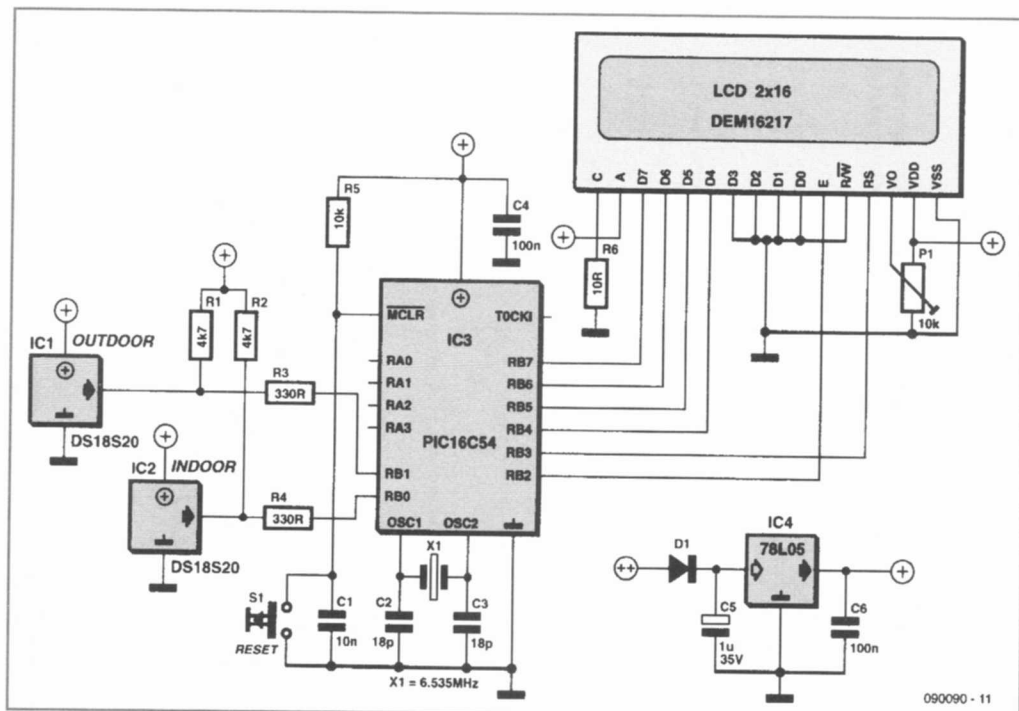 LCD 2x16
DEM16217
C A D7 D6 D5 D4 D3 D2 D1 D0 E R/W RS VO VDD VSS
R5
10k
C4
100n
R6
10R
P1
10k
R1
4k7
R2
4k7
IC1
OUTDOOR
DS18S20
IC2
INDOOR
DS18S20
R3
330R
R4
330R
MCLR
T0CKI
IC3
RA0
RA1
RA2
RA3
PIC16C54
RB7
RB6
RB5
RB4
RB3
RB2
RB1
RB0
OSC1 OSC2
X1
S1
RESET
C1
10n
C2
18p
C3
18p
X1 = 6.535MHz
IC4
D1
78L05
++
C5
1u
35V
C6
100n
090090 - 11